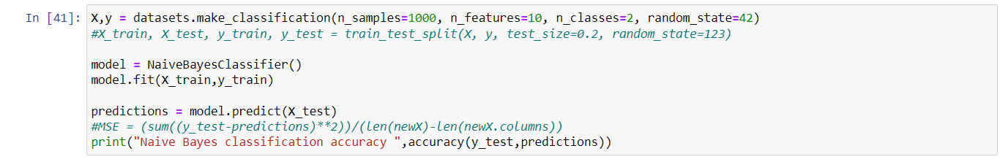 In [41]: X,y = datasets.make_classification(n_samples=1000, n_features=10, n_classes=2, random_state=42)
#X_train, X_test, y_train, y_test = train_test_split(X, y, test_size=0.2, random_state=123)
model = NaiveBayesClassifier()
model.fit(X_train,y_train)
predictions = model.predict(X_test)
#MSE = (sum((y_test-predictions)**2))/(len(newX)-len(newX.columns))
print("Naive Bayes classification accuracy ",accuracy(y_test,predictions))